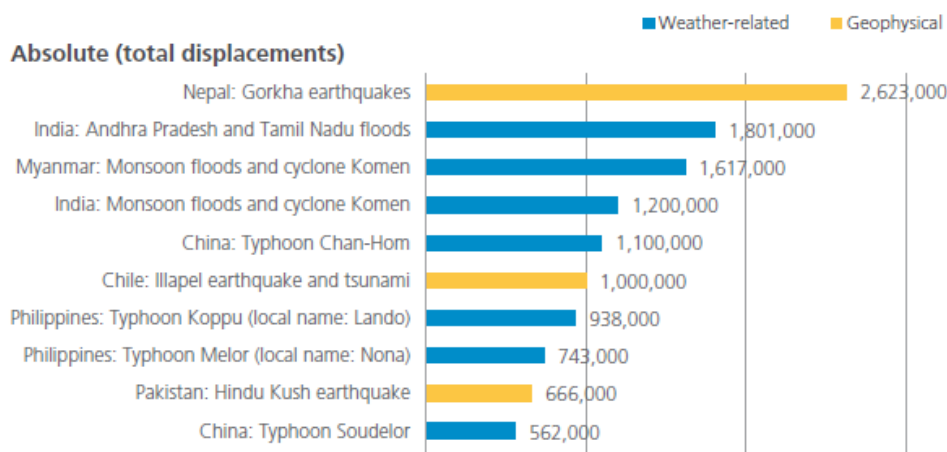 Weather-related Geophysical
Absolute (total displacements)
Nepal: Gorkha earthquakes 2,623,000
India: Andhra Pradesh and Tamil Nadu floods 1,801,000
Myanmar: Monsoon floods and cyclone Komen 1,617,000
India: Monsoon floods and cyclone Komen 1,200,000
China: Typhoon Chan-Hom 1,100,000
Chile: Illapel earthquake and tsunami 1,000,000
Philippines: Typhoon Koppu (local name: Lando) 938,000
Philippines: Typhoon Melor (local name: Nona) 743,000
Pakistan: Hindu Kush earthquake 666,000
China: Typhoon Soudelor 562,000